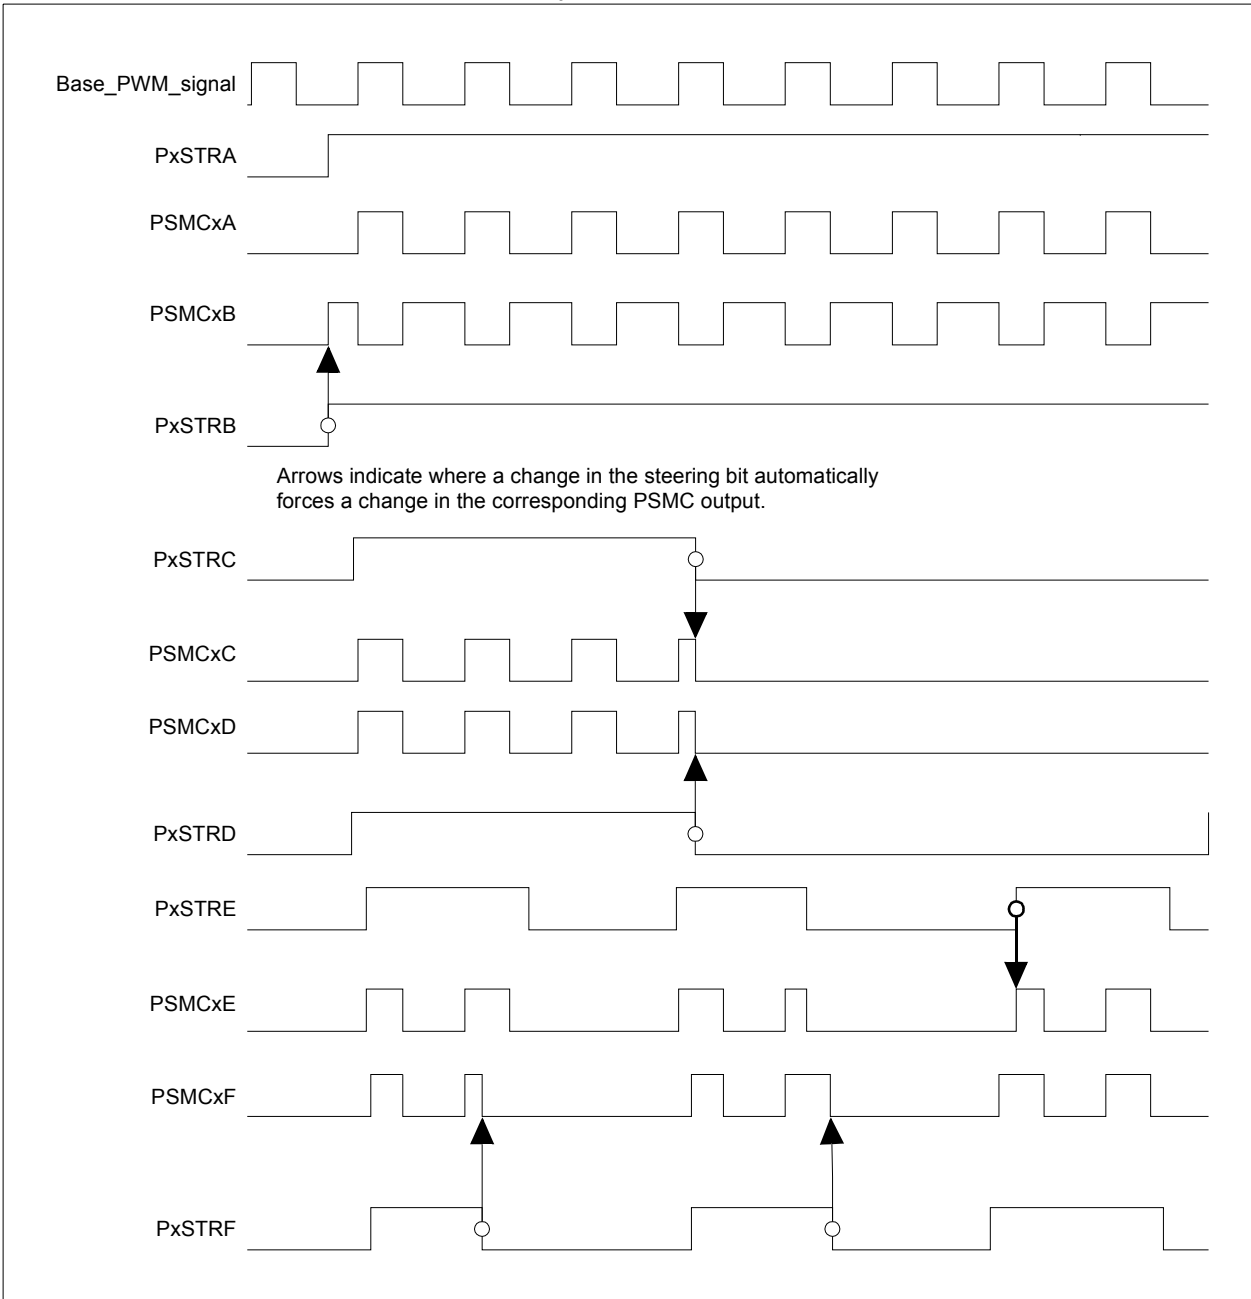 Base_PWM_signal
PxSTRA
PSMCxA
PSMCxB
PxSTRB
Arrows indicate where a change in the steering bit automatically
forces a change in the corresponding PSMC output.
PxSTRC
PSMCxC
PSMCxD
PxSTRD
PxSTRE
PSMCxE
PSMCxF
PxSTRF